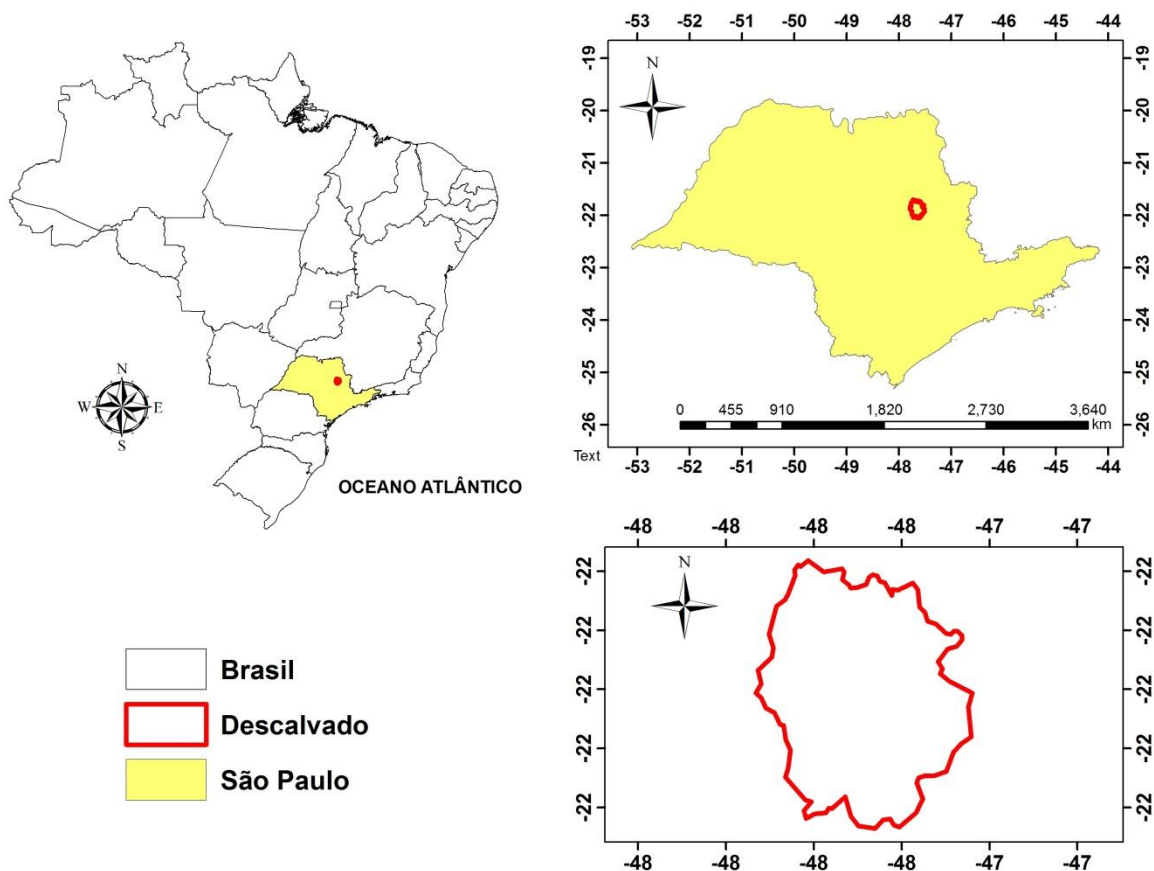 N
W
E
S
OCEANO ATLÂNTICO
Brasil
Descalvado
São Paulo
-53 -52 -51 -50 -49 -48 -47 -46 -45 -44
-19
-20
-21
-22
-23
-24
-25
-26
N
-19
-20
-21
-22
-23
-24
-25
-26
0 455 910 1,820 2,730 3,640
km
Text
-53 -52 -51 -50 -49 -48 -47 -46 -45 -44
-48 -48 -48 -48 -47 -47
-22
-22
-22
-22
-22
N
-22
-22
-22
-22
-22
-48 -48 -48 -48 -47 -47